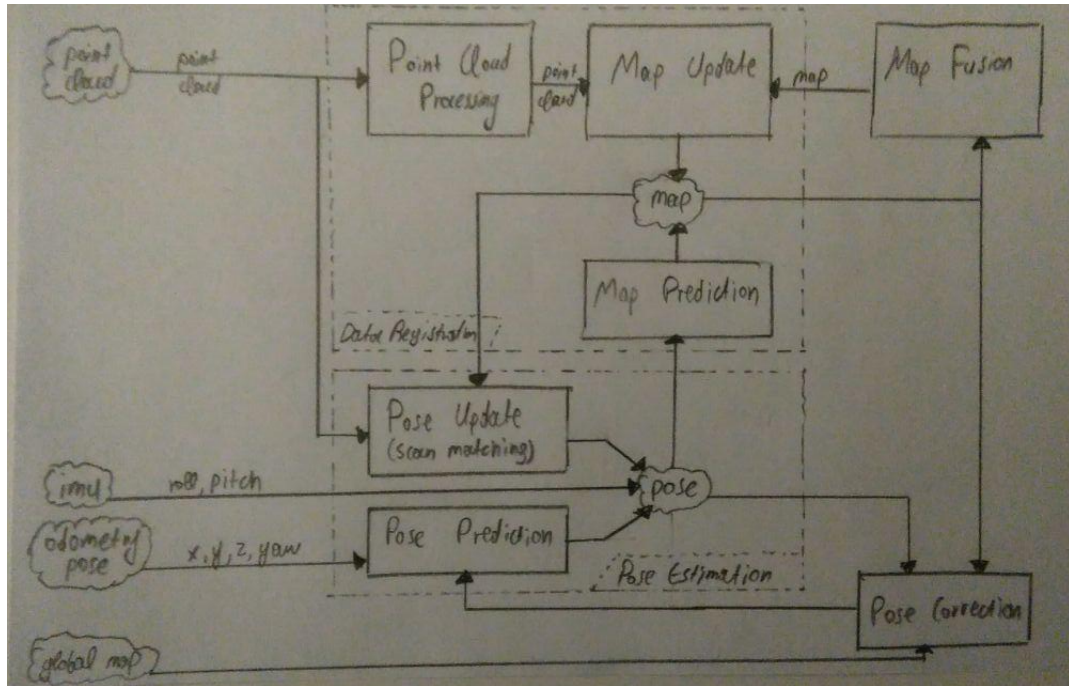 point
cloud
point
cloud
Point Cloud
Processing
point
cloud
Map Update
map
Map Fusion
map
Map Prediction
Data Registration
Pose Update
(scan matching)
imu
roll, pitch
pose
odometry
pose
x, y, z, yaw
Pose Prediction
Pose Estimation
Pose Correction
global map